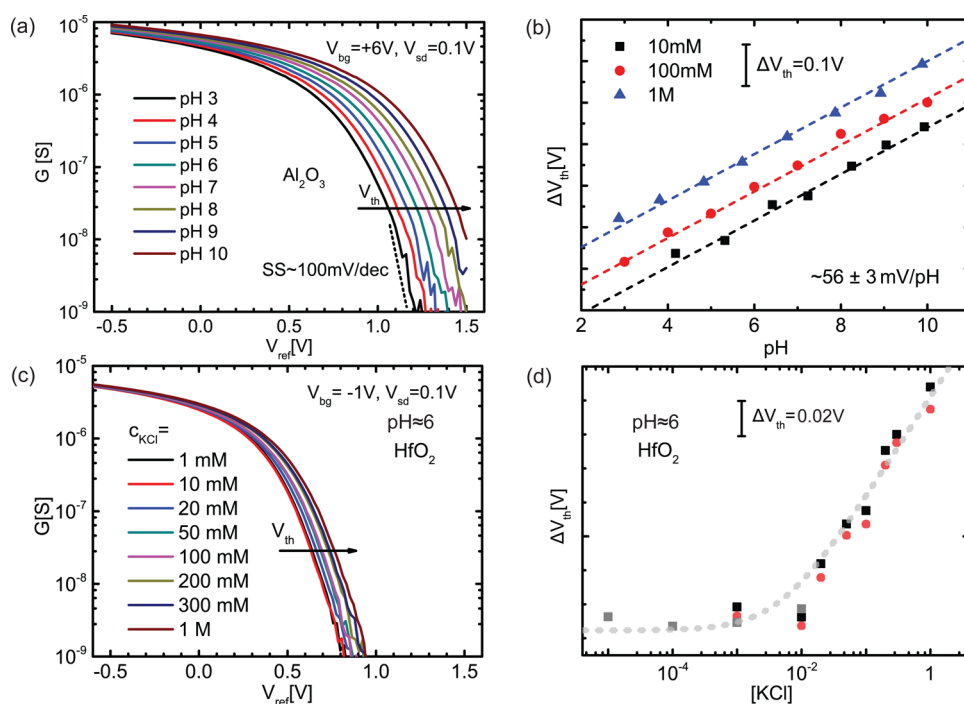 (a)
V_bg=+6V, V_sd=0.1V
10⁻⁵
10⁻⁶
10⁻⁷
10⁻⁸
10⁻⁹
G [S]
pH 3
pH 4
pH 5
pH 6
pH 7
pH 8
pH 9
pH 10
Al₂O₃
V_th
SS~100mV/dec
-0.5
0.0
0.5
1.0
1.5
V_ref[V]
(b)
10mM
100mM
1M
ΔV_th=0.1V
ΔV_th[V]
~56 ± 3 mV/pH
2
4
6
8
10
pH
(c)
V_bg= -1V, V_sd=0.1V
pH≈6
HfO₂
10⁻⁵
10⁻⁶
10⁻⁷
10⁻⁸
10⁻⁹
G[S]
c_KCl=
1 mM
10 mM
20 mM
50 mM
100 mM
200 mM
300 mM
1 M
V_th
0.0
0.5
1.0
1.5
V_ref[V]
(d)
pH≈6
HfO₂
ΔV_th=0.02V
ΔV_th[V]
10⁻⁴
10⁻²
1
[KCl]